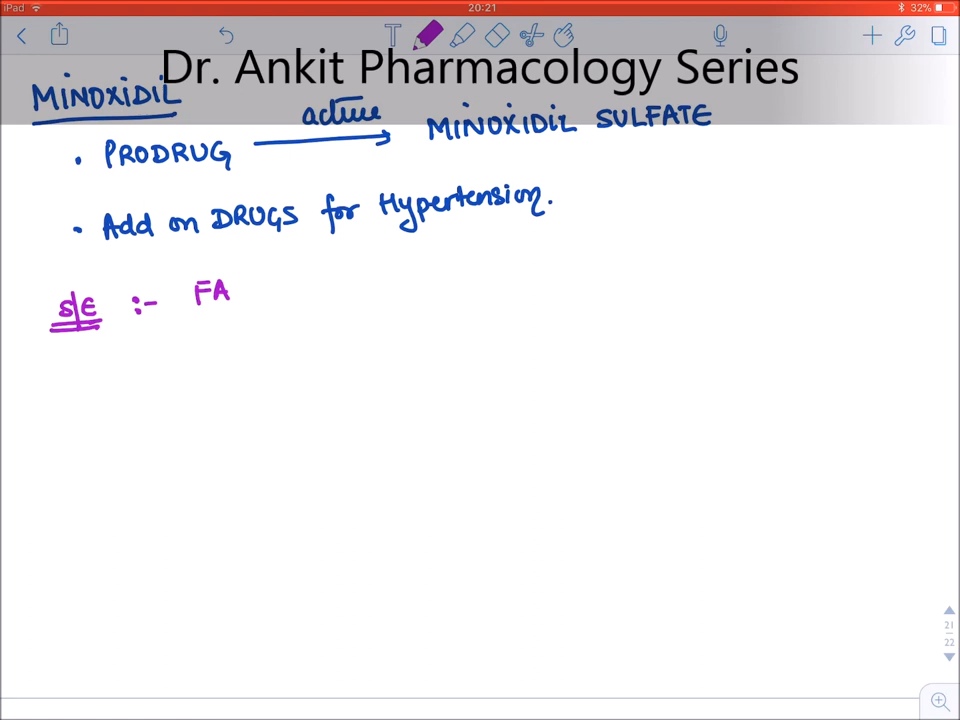 iPad 20:21 32%
Dr. Ankit Pharmacology Series
MINOXIDIL
• PRODRUG active MINOXIDIL SULFATE
• Add on DRUGS for Hypertension.
S/E :- FA
21
22